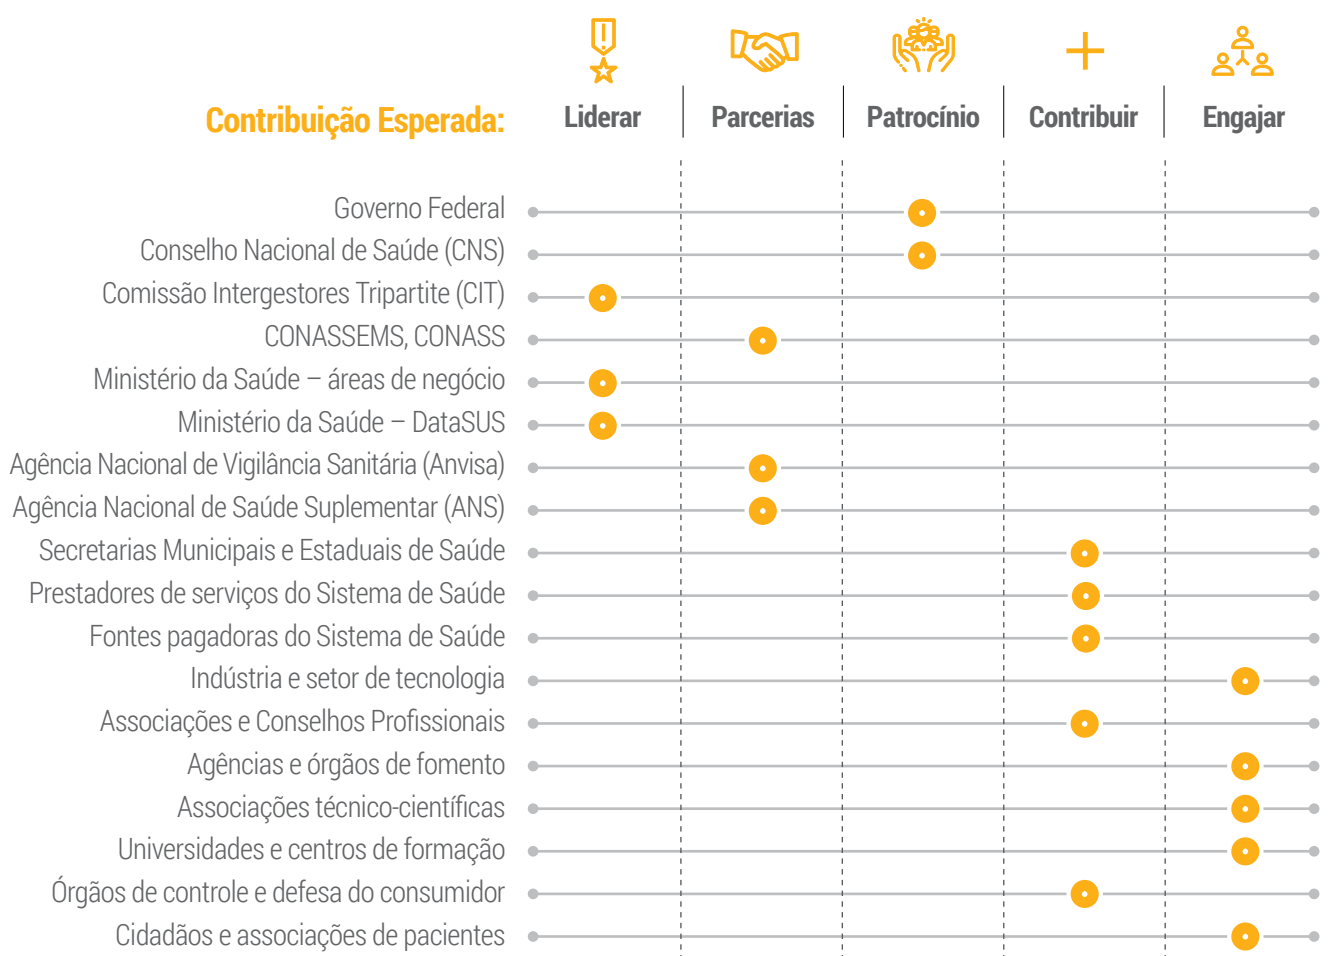 Contribuição Esperada:
Liderar
Parcerias
Patrocínio
Contribuir
Engajar
Governo Federal
Conselho Nacional de Saúde (CNS)
Comissão Intergestores Tripartite (CIT)
CONASSEMS, CONASS
Ministério da Saúde – áreas de negócio
Ministério da Saúde – DataSUS
Agência Nacional de Vigilância Sanitária (Anvisa)
Agência Nacional de Saúde Suplementar (ANS)
Secretarias Municipais e Estaduais de Saúde
Prestadores de serviços do Sistema de Saúde
Fontes pagadoras do Sistema de Saúde
Indústria e setor de tecnologia
Associações e Conselhos Profissionais
Agências e órgãos de fomento
Associações técnico-científicas
Universidades e centros de formação
Órgãos de controle e defesa do consumidor
Cidadãos e associações de pacientes